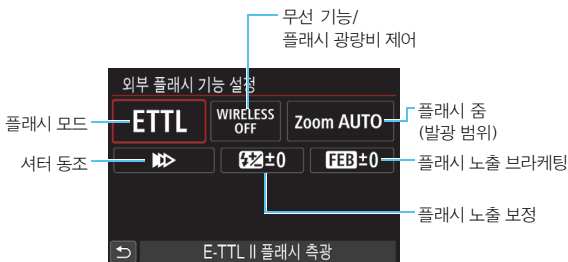 무선 기능/
플래시 광량비 제어
외부 플래시 기능 설정
플래시 모드
ETTL
WIRELESS
OFF
Zoom AUTO
플래시 줌
(발광 범위)
셔터 동조
±0
FEB±0
플래시 노출 브라케팅
플래시 노출 보정
E-TTL II 플래시 측광